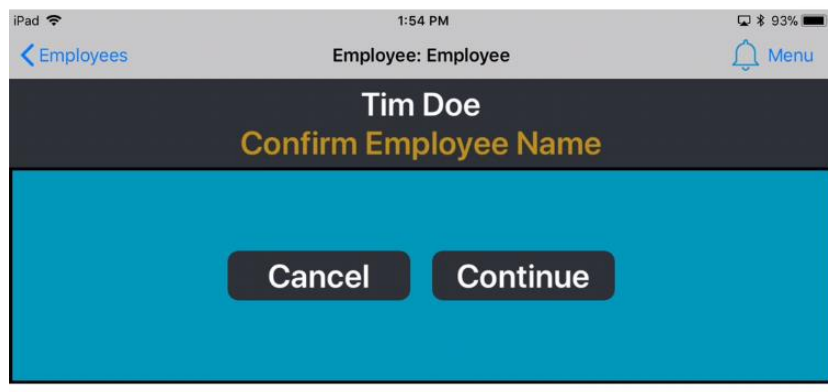 iPad 1:54 PM 93%
Employees Employee: Employee Menu
Tim Doe
Confirm Employee Name
Cancel Continue